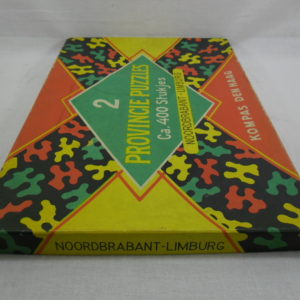 2
PROVINCIE PUZZLES
Ca. 400 Stukjes
NOORDBRABANT-LIMBURG
KOMPAS DEN HAAG
NOORDBRABANT-LIMBURG